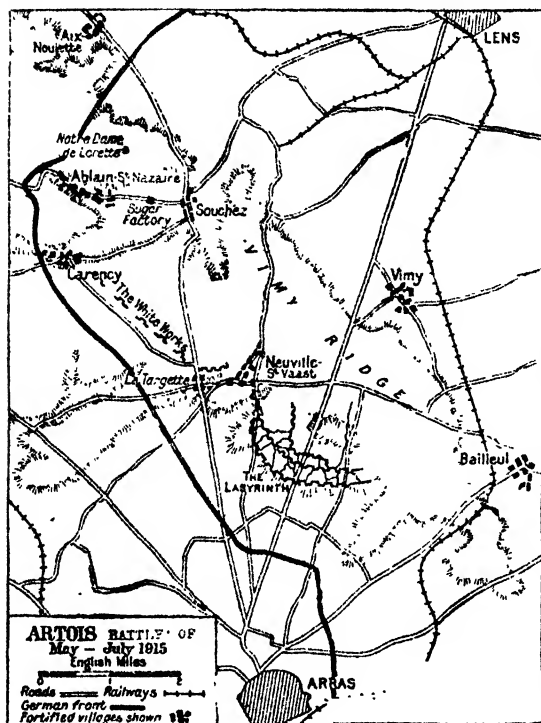 LENS
Aix
Noulette
Notre Dame
de Lorette
Ablain-St Nazaire
Sugar
Factory
Souchez
Carency
The White Works
VIMY RIDGE
Vimy
Neuville-
St Vaast
La Targette
THE
LABYRINTH
Bailleul
ARTOIS BATTLE OF
May – July 1915
English Miles
Roads Railways
German front
Fortified villages shown
ARRAS